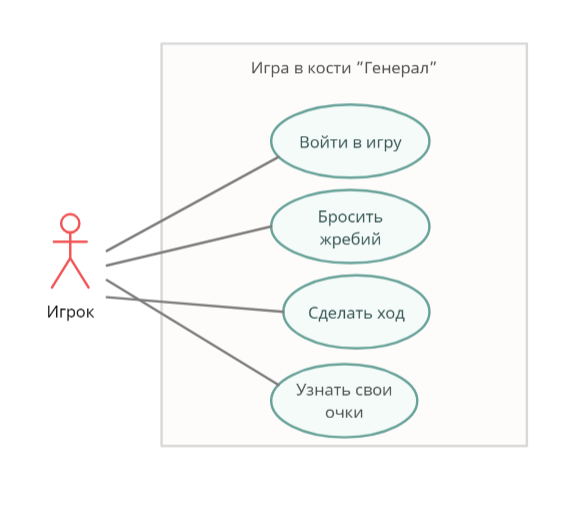 Игра в кости "Генерал"
Войти в игру
Бросить
жребий
Игрок
Сделать ход
Узнать свои
очки